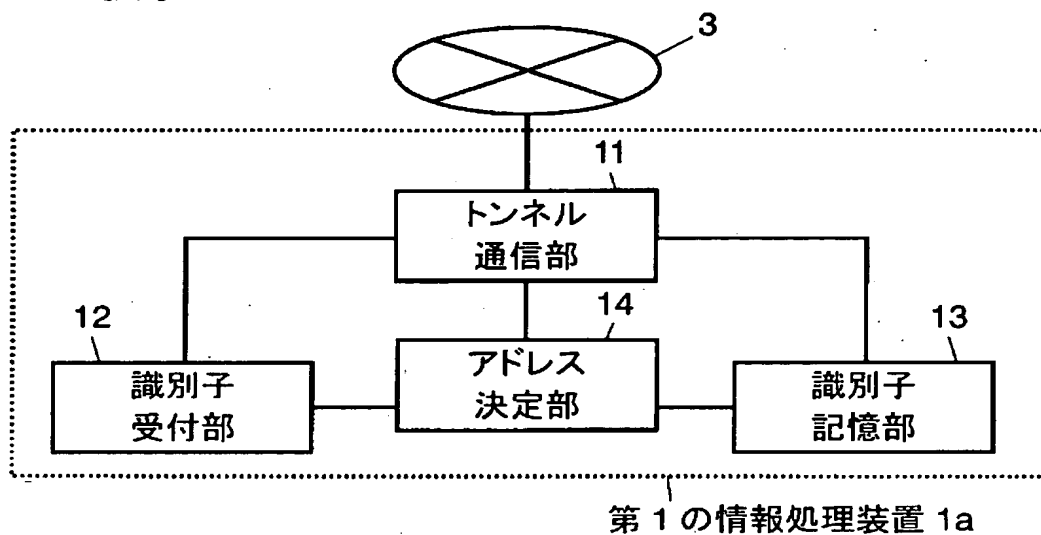 3
11
トンネル
通信部
12
14
13
識別子
受付部
アドレス
決定部
識別子
記憶部
第1の情報処理装置 1a